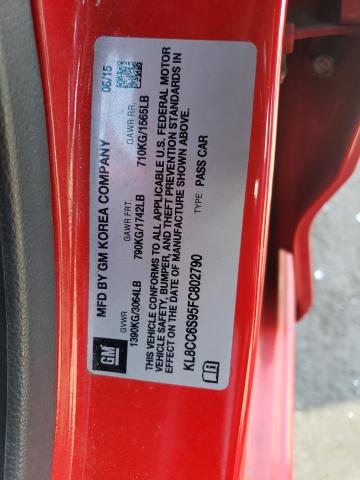 MFD BY GM KOREA COMPANY 06/15
GVWR GAWR FRT. GAWR RR.
1390KG/3064LB 790KG/1742LB 710KG/1565LB
THIS VEHICLE CONFORMS TO ALL APPLICABLE U.S. FEDERAL MOTOR
VEHICLE SAFETY, BUMPER, AND THEFT PREVENTION STANDARDS IN
EFFECT ON THE DATE OF MANUFACTURE SHOWN ABOVE.
KL8CC6S95FC802790 TYPE: PASS CAR
GM